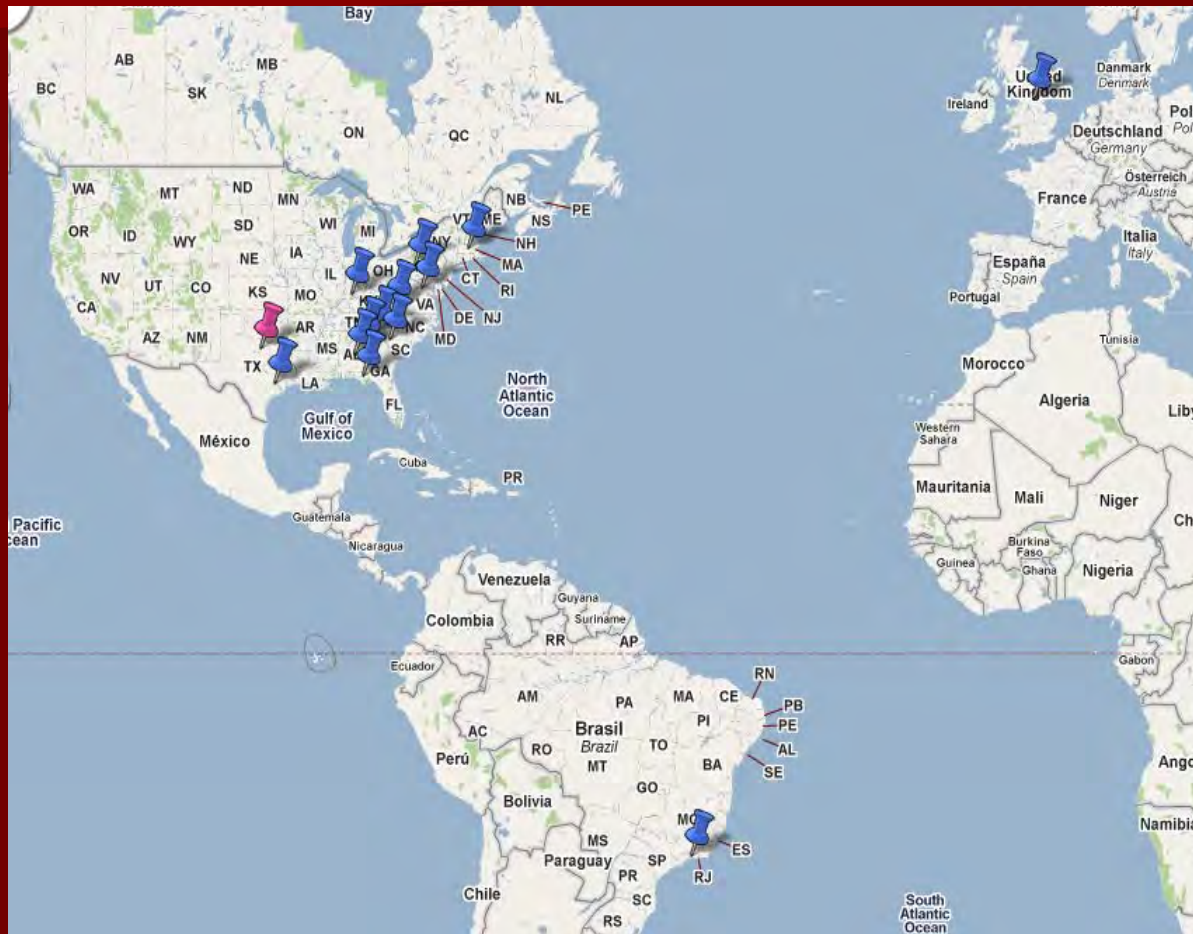 Bay
AB
MB
BC
SK
NL
ON
QC
Ireland
United
Kingdom
Danmark
Denmark
Deutschland
Germany
Österreich
Austria
France
Italia
Italy
España
Spain
Portugal
WA
MT
ND
MN
OR
ID
SD
WI
MI
WY
NE
IA
NV
UT
CO
IL
OH
NY
VT
ME
NB
NS
PE
NH
MA
CT
RI
CA
KS
MO
VA
DE
NJ
MD
AZ
NM
AR
TN
NC
TX
MS
AL
SC
LA
GA
FL
North
Atlantic
Ocean
Gulf of
Mexico
México
Cuba
PR
Guatemala
Nicaragua
Pacific
Morocco
Tunisia
Algeria
Western
Sahara
Mauritania
Mali
Niger
Burkina
Faso
Guinea
Ghana
Nigeria
Gabon
Venezuela
Guyana
Suriname
Colombia
RR
AP
Ecuador
AM
PA
MA
CE
RN
PB
PE
PI
AL
SE
AC
Brasil
Brazil
TO
RO
MT
BA
Perú
GO
Bolivia
MG
MS
ES
Paraguay
SP
RJ
PR
Chile
SC
RS
South
Atlantic
Ocean